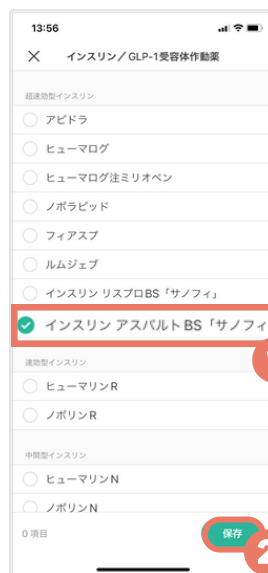 13:56
インスリン／GLP-1受容体作動薬
超速効型インスリン
アピドラ
ヒューマログ
ヒューマログ注ミリオペン
ノボラピッド
フィアスプ
ルムジェブ
インスリン リスプロBS「サノフィ」
インスリン アスパルトBS「サノフィ
速効型インスリン
ヒューマリンR
ノボリンR
中間型インスリン
ヒューマリンN
ノボリンN
0 項目
保存
2